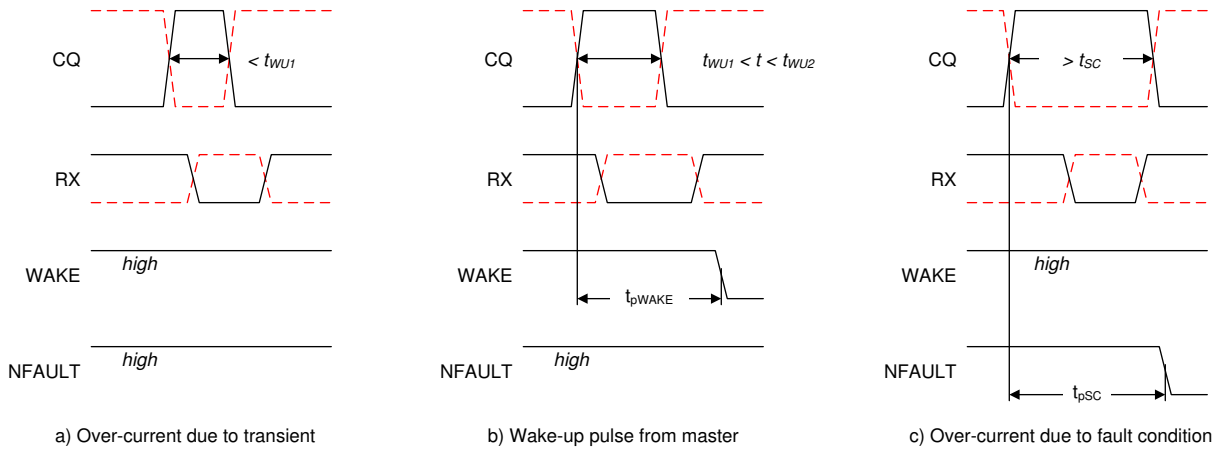 CQ
< tWU1
RX
WAKE
high
NFAULT
high
a) Over-current due to transient
CQ
tWU1 < t < tWU2
RX
WAKE
tpWAKE
NFAULT
high
b) Wake-up pulse from master
CQ
> tSC
RX
WAKE
high
NFAULT
tpSC
c) Over-current due to fault condition